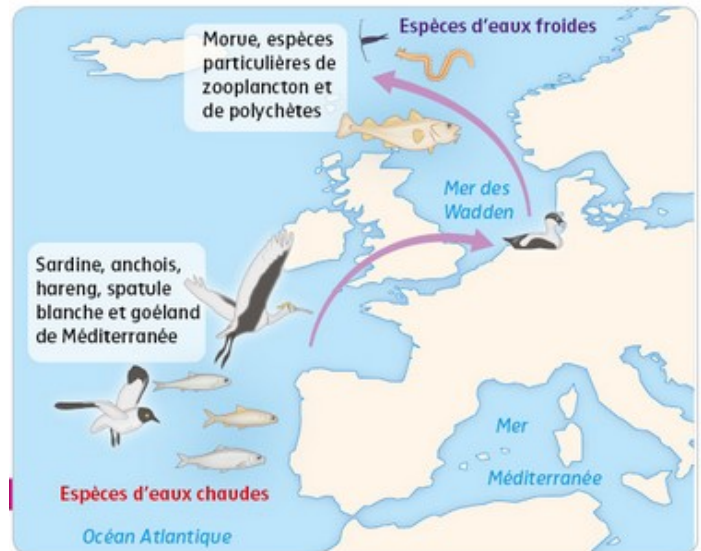 Espèces d'eaux froides
Morue, espèces
particulières de
zooplancton et
de polychètes
Mer des
Wadden
Sardine, anchois,
hareng, spatule
blanche et goéland
de Méditerranée
Mer
Méditerranée
Espèces d'eaux chaudes
Océan Atlantique